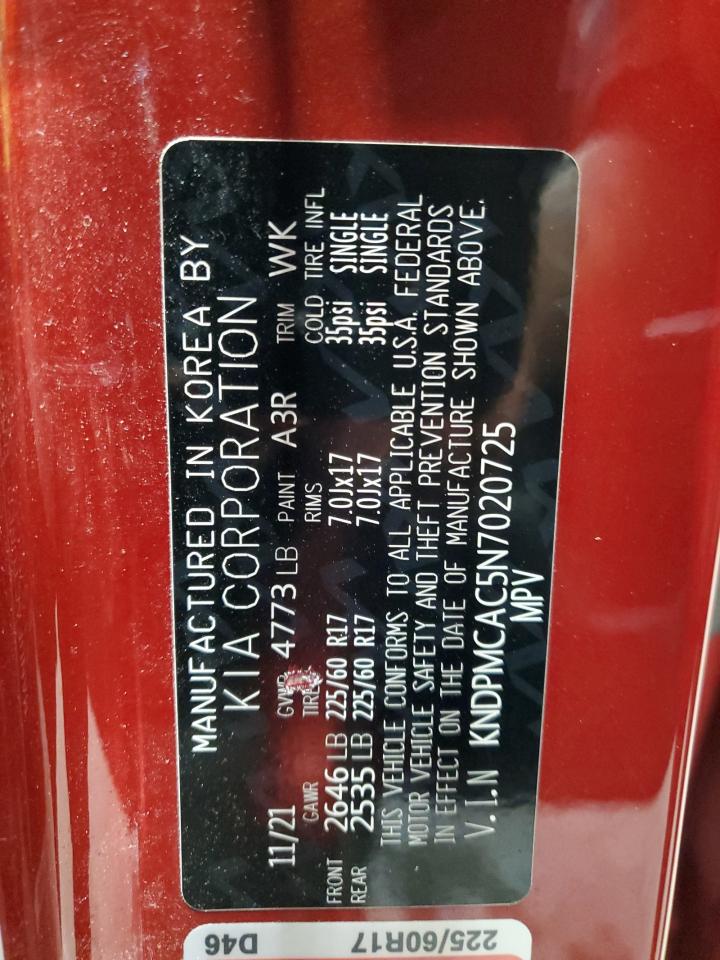 MANUFACTURED IN KOREA BY
KIA CORPORATION
11/21 GVWR 4773 LB PAINT A3R TRIM WK
GAWR TIRE RIMS COLD TIRE INFL
FRONT 2646 LB 225/60 R17 7.0Jx17 35psi SINGLE
REAR 2535 LB 225/60 R17 7.0Jx17 35psi SINGLE
THIS VEHICLE CONFORMS TO ALL APPLICABLE U.S.A. FEDERAL
MOTOR VEHICLE SAFETY AND THEFT PREVENTION STANDARDS
IN EFFECT ON THE DATE OF MANUFACTURE SHOWN ABOVE.
V.I.N KNDPMCAC5N7020725
MPV
D46
225/60R17